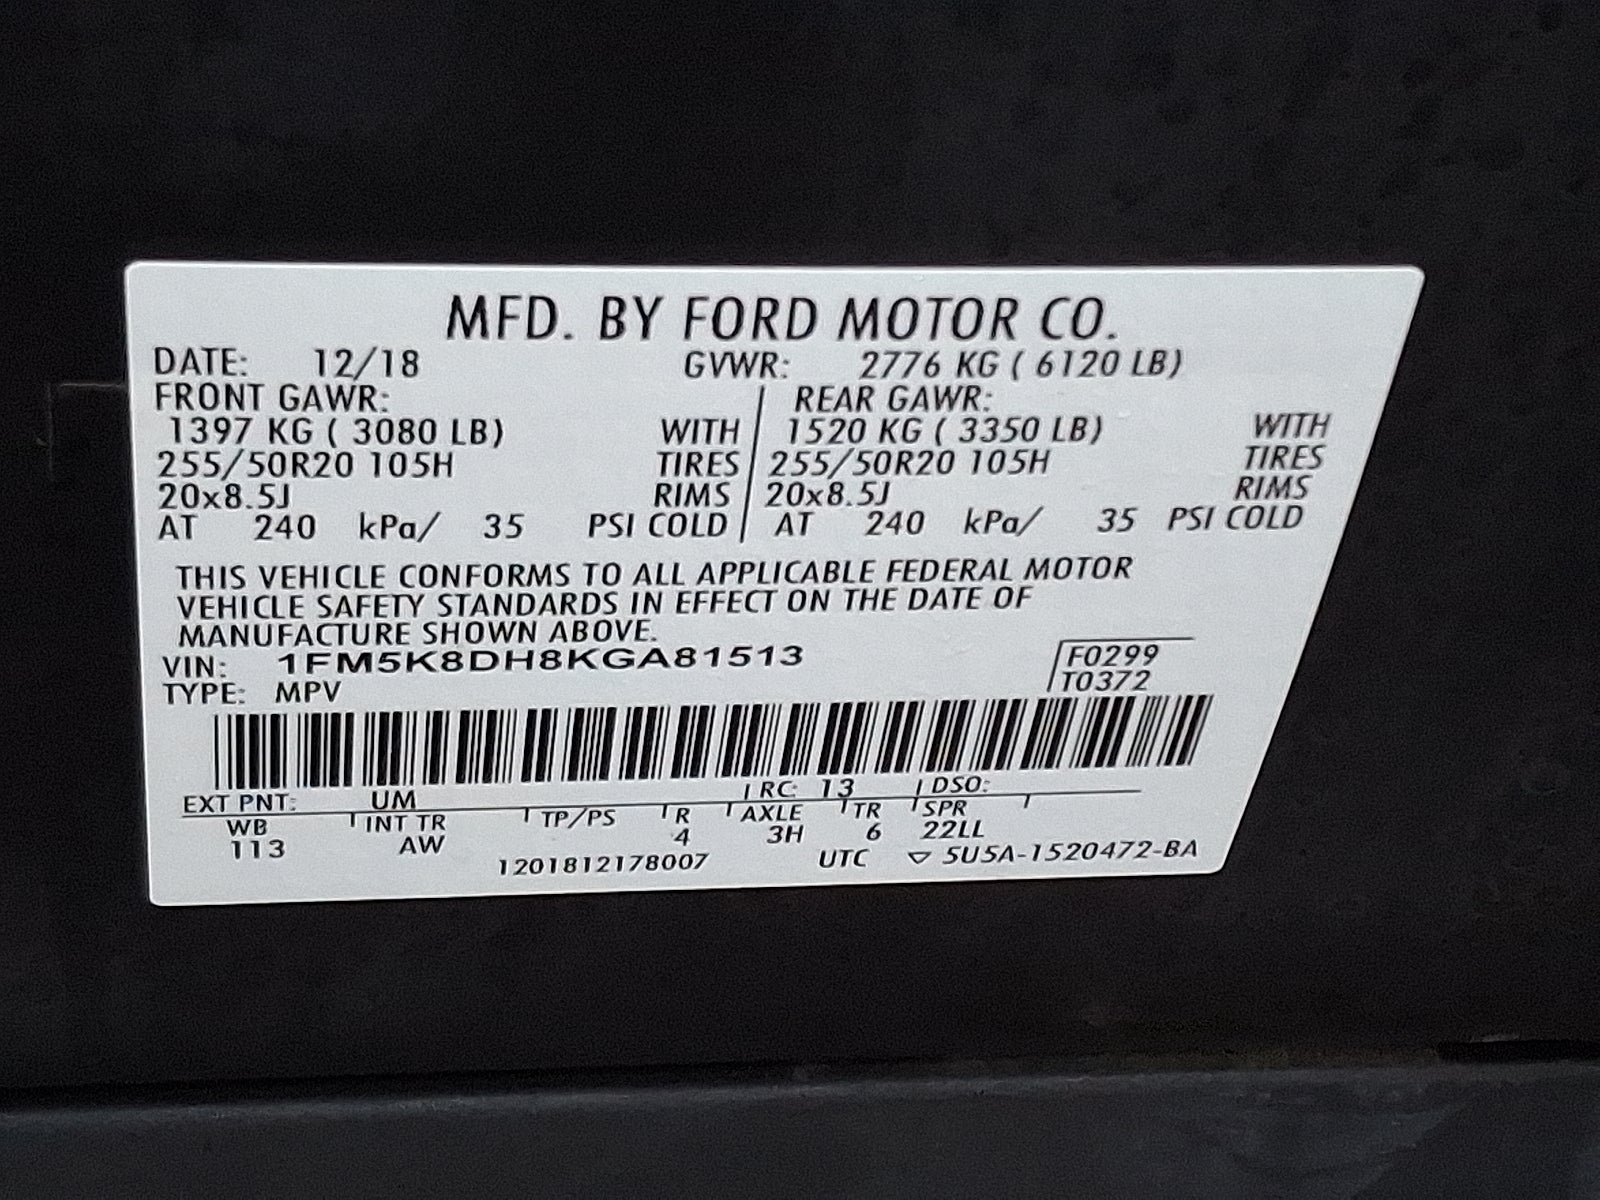 MFD. BY FORD MOTOR CO.
DATE: 12/18 GVWR: 2776 KG ( 6120 LB)
FRONT GAWR: REAR GAWR:
1397 KG ( 3080 LB) WITH 1520 KG ( 3350 LB) WITH
255/50R20 105H TIRES 255/50R20 105H TIRES
20x8.5J RIMS 20x8.5J RIMS
AT 240 kPa/ 35 PSI COLD AT 240 kPa/ 35 PSI COLD
THIS VEHICLE CONFORMS TO ALL APPLICABLE FEDERAL MOTOR
VEHICLE SAFETY STANDARDS IN EFFECT ON THE DATE OF
MANUFACTURE SHOWN ABOVE.
VIN: 1FM5K8DH8KGA81513 F0299
TYPE: MPV T0372
EXT PNT: UM RC: 13 DSO:
WB INT TR TP/PS R AXLE TR SPR
113 AW 4 3H 6 22LL
1201812178007 UTC ▽ 5U5A-1520472-BA